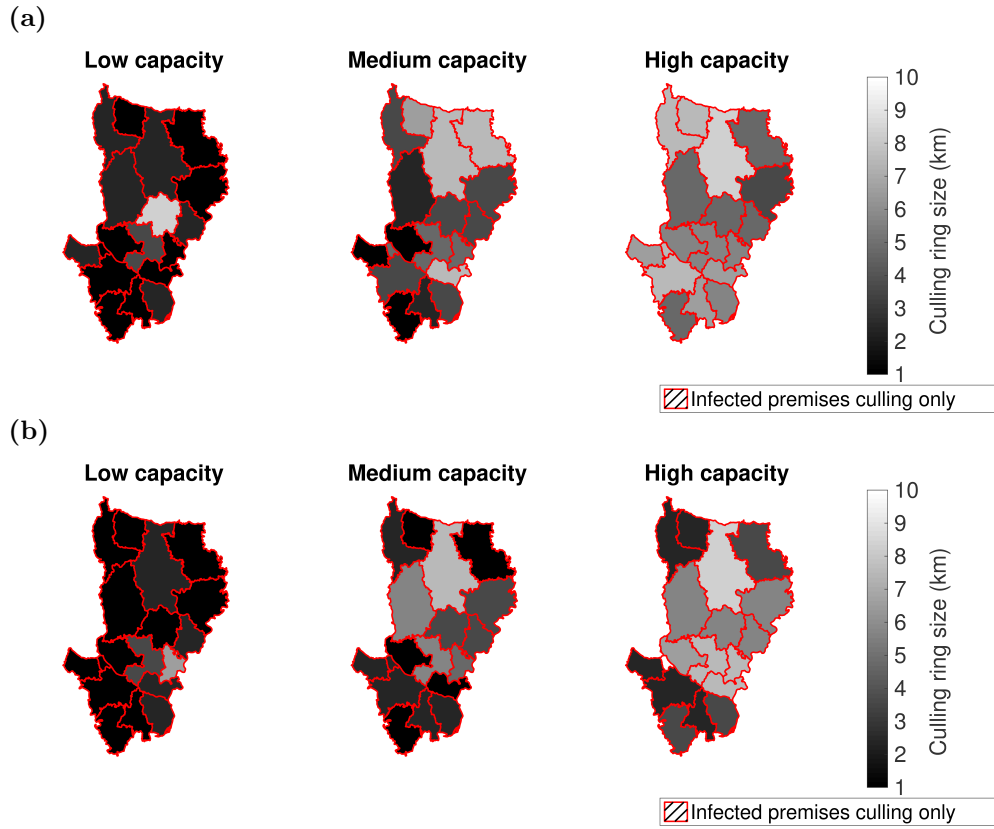 (a)
Low capacity
Medium capacity
High capacity
10
9
8
7
6
5
4
3
2
1
Culling ring size (km)
Infected premises culling only
(b)
Low capacity
Medium capacity
High capacity
10
9
8
7
6
5
4
3
2
1
Culling ring size (km)
Infected premises culling only